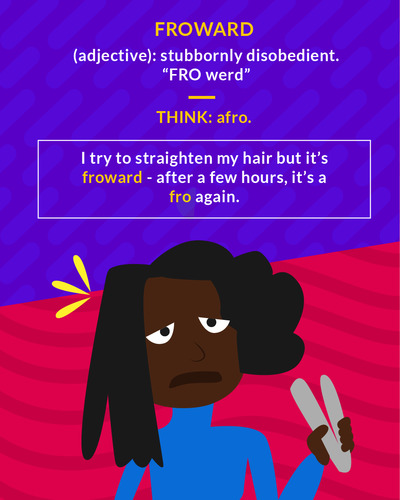 FROWARD
(adjective): stubbornly disobedient.
“FRO werd”
THINK: afro.
I try to straighten my hair but it’s
froward - after a few hours, it’s a
fro again.